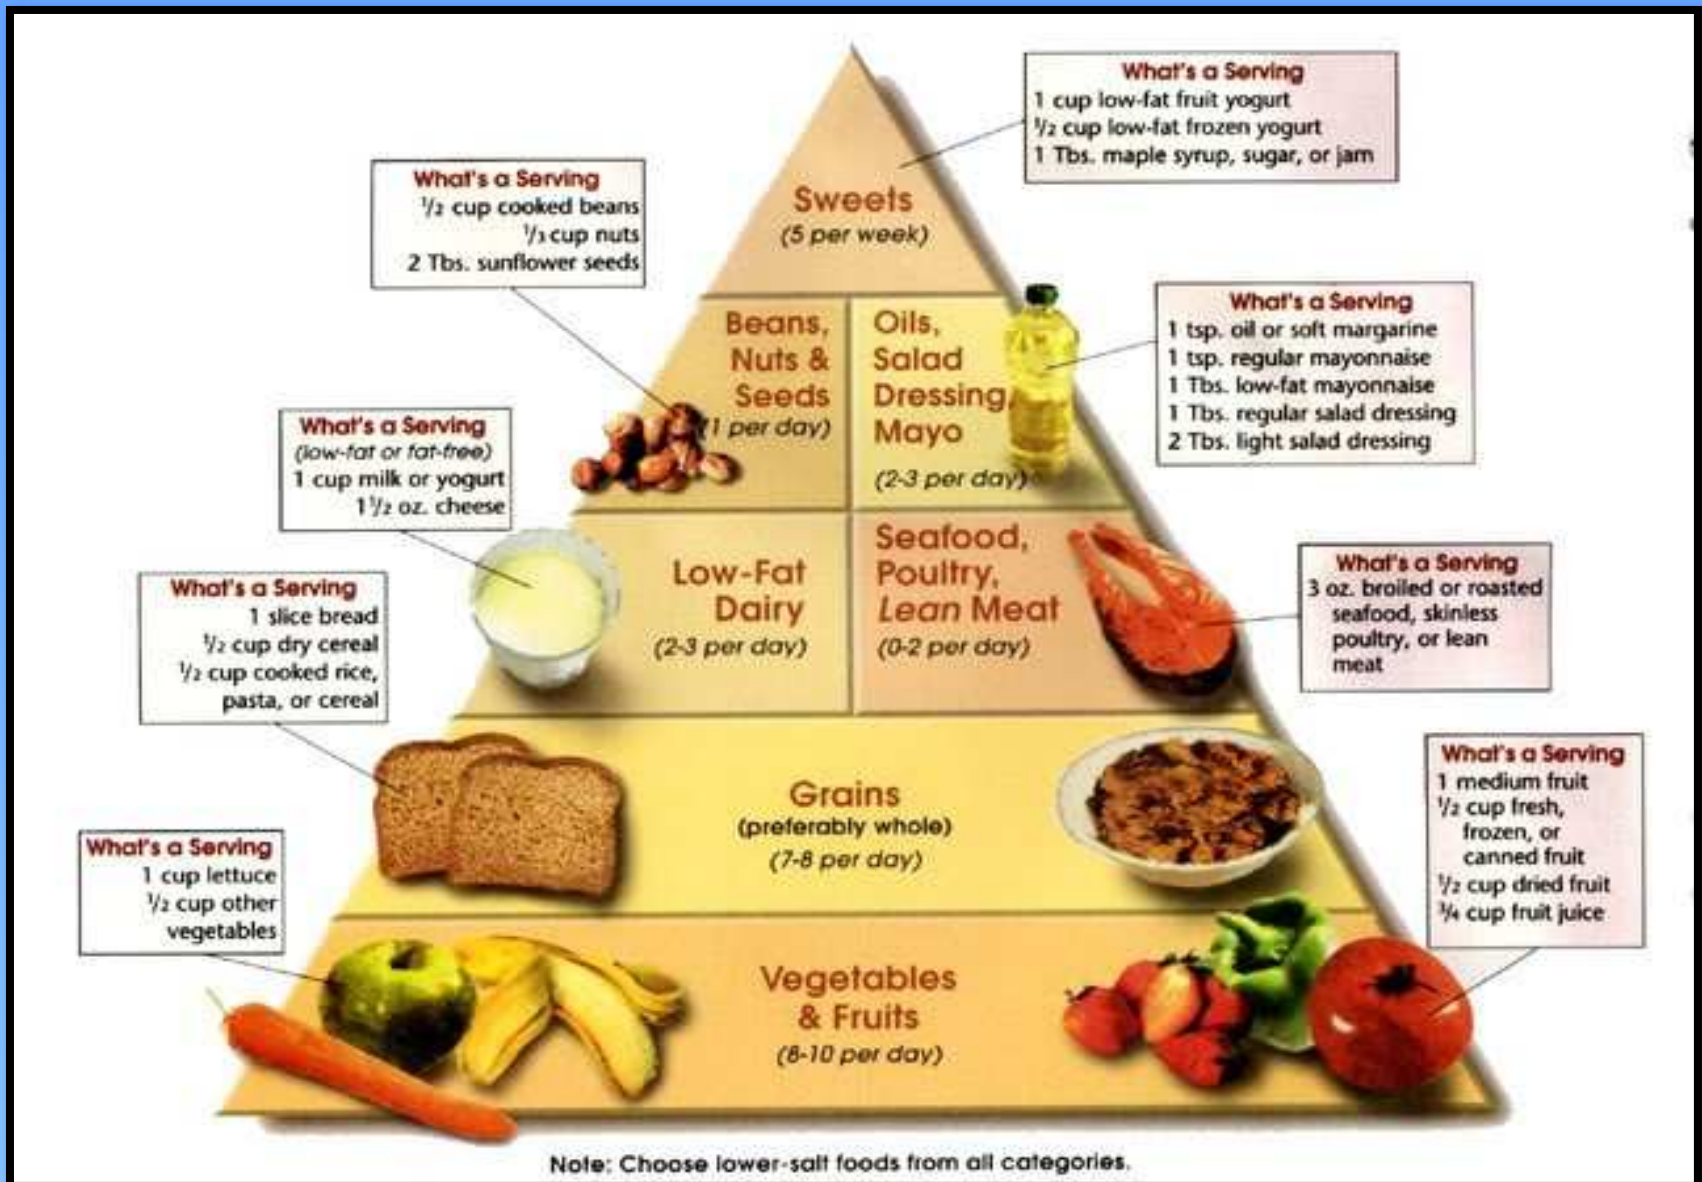 What's a Serving
1 cup low-fat fruit yogurt
1/2 cup low-fat frozen yogurt
1 Tbs. maple syrup, sugar, or jam
Sweets
(5 per week)
What's a Serving
1/2 cup cooked beans
1/3 cup nuts
2 Tbs. sunflower seeds
Beans,
Nuts &
Seeds
(1 per day)
Oils,
Salad
Dressing,
Mayo
(2-3 per day)
What's a Serving
1 tsp. oil or soft margarine
1 tsp. regular mayonnaise
1 Tbs. low-fat mayonnaise
1 Tbs. regular salad dressing
2 Tbs. light salad dressing
What's a Serving
(low-fat or fat-free)
1 cup milk or yogurt
1 1/2 oz. cheese
Low-Fat
Dairy
(2-3 per day)
Seafood,
Poultry,
Lean Meat
(0-2 per day)
What's a Serving
3 oz. broiled or roasted
seafood, skinless
poultry, or lean
meat
What's a Serving
1 slice bread
1/2 cup dry cereal
1/2 cup cooked rice,
pasta, or cereal
Grains
(preferably whole)
(7-8 per day)
What's a Serving
1 cup lettuce
1/2 cup other
vegetables
Vegetables
& Fruits
(8-10 per day)
What's a Serving
1 medium fruit
1/2 cup fresh,
frozen, or
canned fruit
1/2 cup dried fruit
3/4 cup fruit juice
Note: Choose lower-salt foods from all categories.